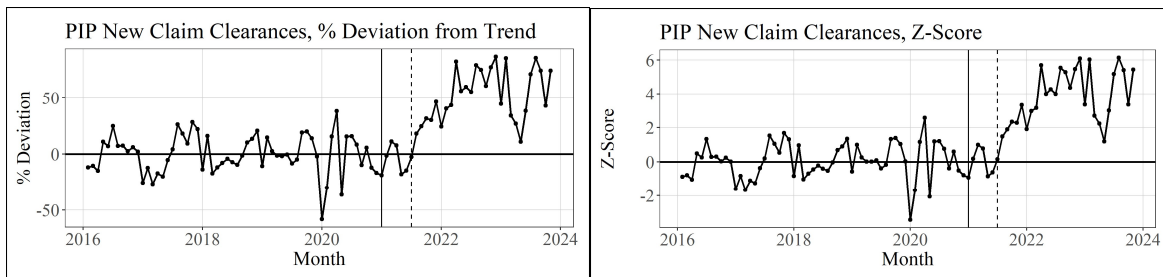 PIP New Claim Clearances, % Deviation from Trend
% Deviation
50
0
-50
2016 2018 2020 2022 2024
Month
PIP New Claim Clearances, Z-Score
Z-Score
6
4
2
0
-2
2016 2018 2020 2022 2024
Month